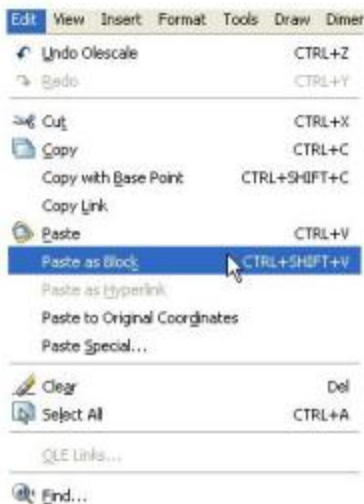 Edit View Insert Format Tools Draw Dimen
Undo Olescale CTRL+Z
Redo CTRL+Y
Cut CTRL+X
Copy CTRL+C
Copy with Base Point CTRL+SHIFT+C
Copy Link
Paste CTRL+V
Paste as Block CTRL+SHIFT+V
Paste as Hyperlink
Paste to Original Coordinates
Paste Special...
Clear Del
Select All CTRL+A
OLE Links...
Find...